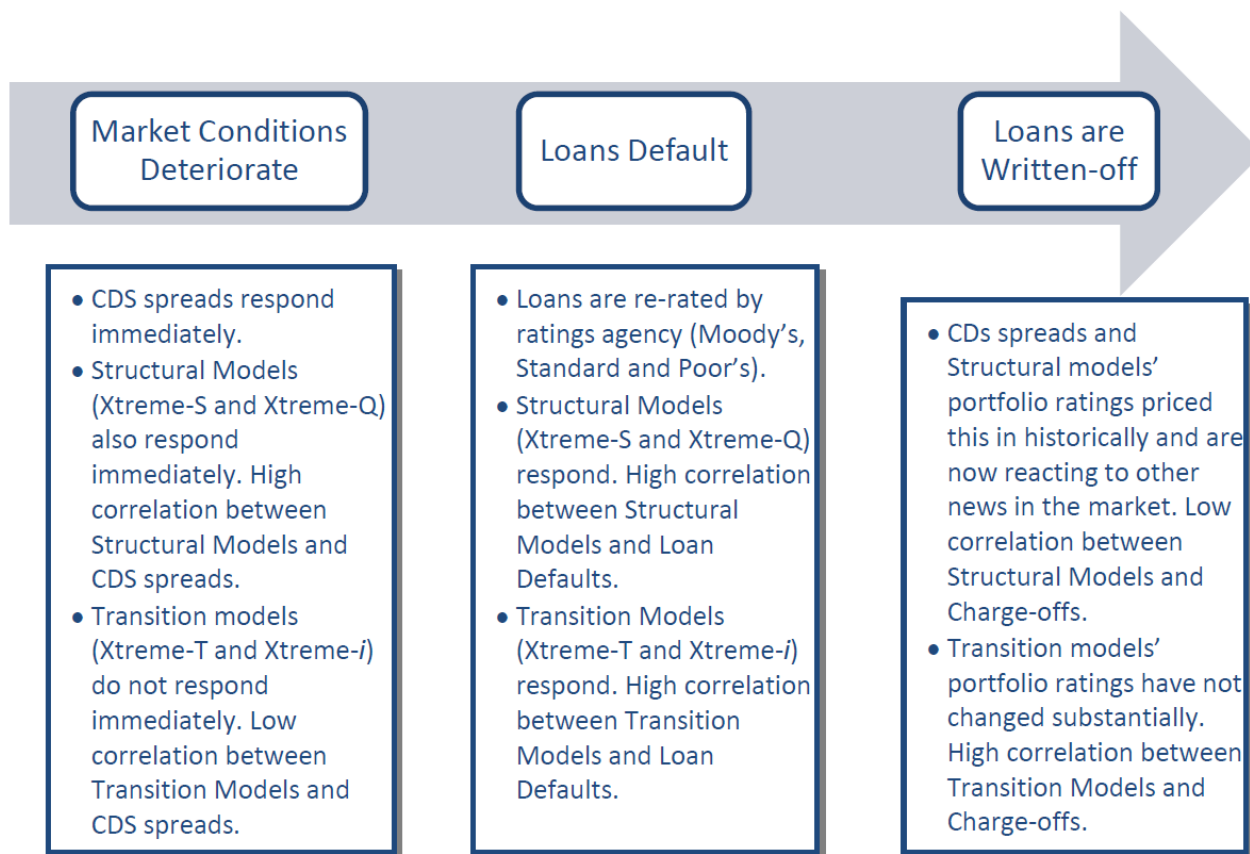 Market Conditions
Deteriorate
Loans Default
Loans are
Written-off
• CDS spreads respond
immediately.
• Structural Models
(Xtreme-S and Xtreme-Q)
also respond
immediately. High
correlation between
Structural Models and
CDS spreads.
• Transition models
(Xtreme-T and Xtreme-i)
do not respond
immediately. Low
correlation between
Transition Models and
CDS spreads.
• Loans are re-rated by
ratings agency (Moody's,
Standard and Poor's).
• Structural Models
(Xtreme-S and Xtreme-Q)
respond. High correlation
between Structural
Models and Loan
Defaults.
• Transition Models
(Xtreme-T and Xtreme-i)
respond. High correlation
between Transition
Models and Loan
Defaults.
• CDs spreads and
Structural models'
portfolio ratings priced
this in historically and are
now reacting to other
news in the market. Low
correlation between
Structural Models and
Charge-offs.
• Transition models'
portfolio ratings have not
changed substantially.
High correlation between
Transition Models and
Charge-offs.